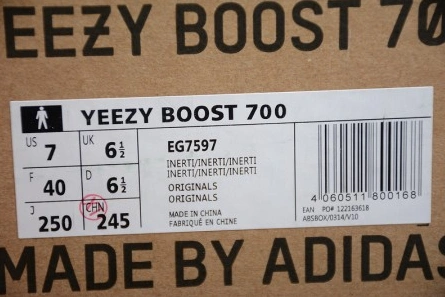 EEZY BOOST 70
YEEZY BOOST 700
US 7 UK 6½
F 40 D 6½
J 250 CHN 245
EG7597
INERTI/INERTI/INERTI
INERTI/INERTI/INERTI
ORIGINALS
ORIGINALS
MADE IN CHINA
FABRIQUÉ EN CHINE
4 060511 800168
EAN PO# 122163618
ABSBOX/0314/V10
MADE BY ADIDAS